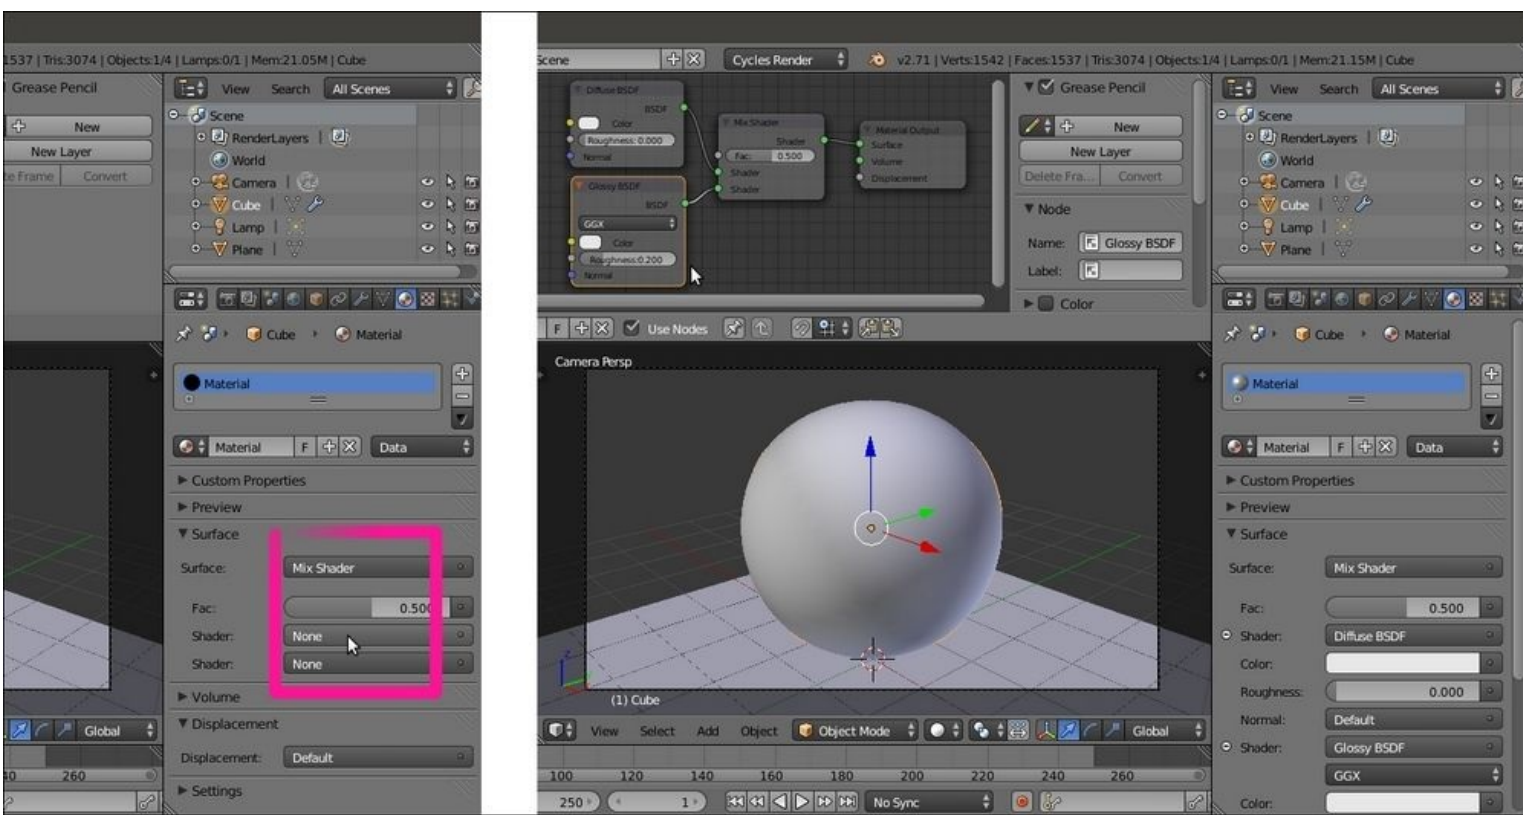 1537 | Tris:3074 | Objects:1/4 | Lamps:0/1 | Mem:21.05M | Cube
Grease Pencil
New
New Layer
te Frame Convert
View Search All Scenes
Scene
RenderLayers
World
Camera
Cube
Lamp
Plane
Cube Material
Material
Material F Data
Custom Properties
Preview
Surface
Surface: Mix Shader
Fac: 0.500
Shader: None
Shader: None
Volume
Displacement
Displacement: Default
Settings
Global
40 260
Scene Cycles Render v2.71 | Verts:1542 | Faces:1537 | Tris:3074 | Objects:1/4 | Lamps:0/1 | Mem:21.15M | Cube
Diffuse BSDF
BSDF
Color
Roughness: 0.000
Normal
Glossy BSDF
BSDF
GGX
Color
Roughness:0.200
Normal
Mix Shader
Shader
Fac: 0.500
Shader
Shader
Material Output
Surface
Volume
Displacement
Grease Pencil
New
New Layer
Delete Fra... Convert
Node
Name: Glossy BSDF
Label:
Color
F Use Nodes
Camera Persp
(1) Cube
View Select Add Object Object Mode Global
100 120 140 160 180 200 220 240 260
250 1 No Sync
View Search All Scenes
Scene
RenderLayers
World
Camera
Cube
Lamp
Plane
Cube Material
Material
Material F Data
Custom Properties
Preview
Surface
Surface: Mix Shader
Fac: 0.500
Shader: Diffuse BSDF
Color:
Roughness: 0.000
Normal: Default
Shader: Glossy BSDF
GGX
Color: